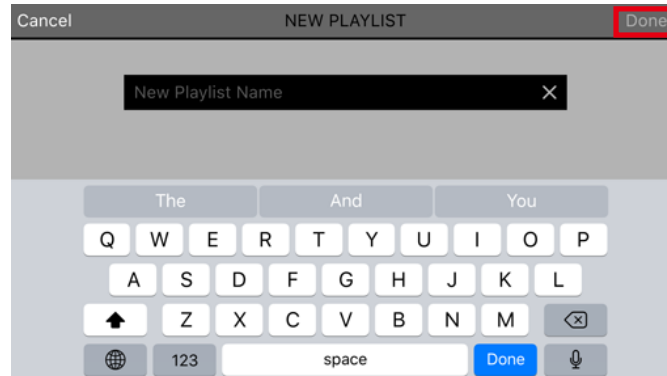 Cancel NEW PLAYLIST Done
New Playlist Name
The And You
Q W E R T Y U I O P
A S D F G H J K L
Z X C V B N M
123 space Done